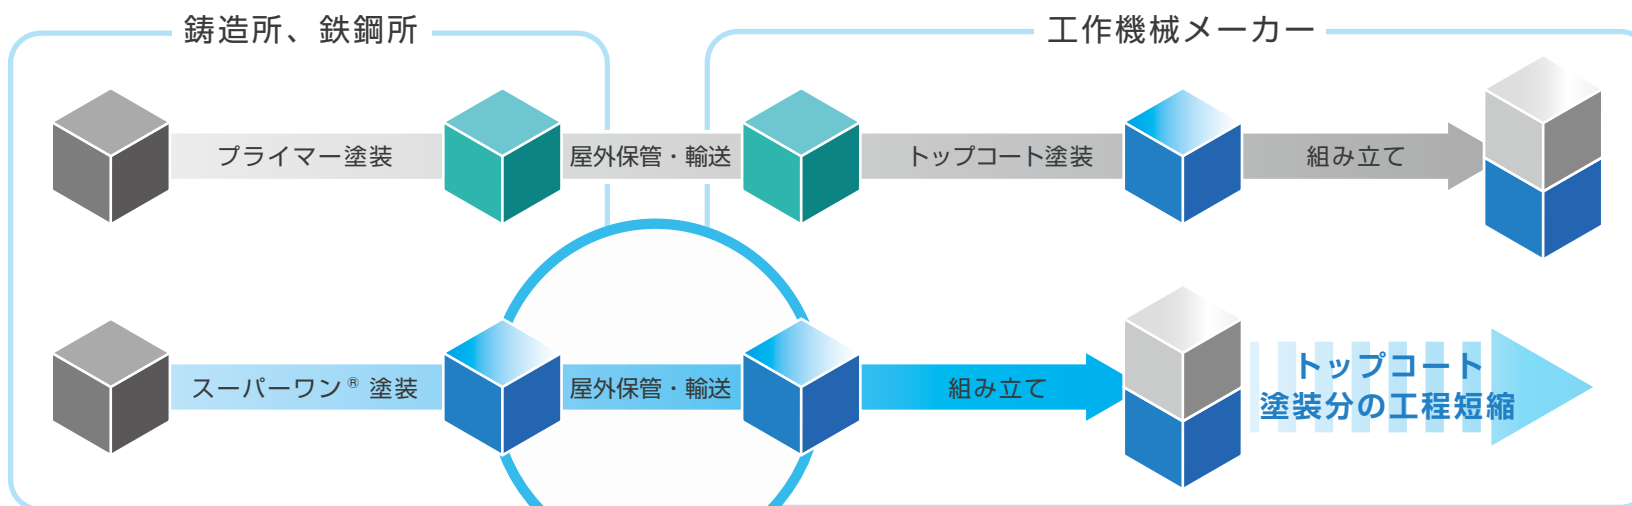 鋳造所、鉄鋼所
工作機械メーカー
プライマー塗装
屋外保管・輸送
トップコート塗装
組み立て
スーパーワン® 塗装
屋外保管・輸送
組み立て
トップコート
塗装分の工程短縮